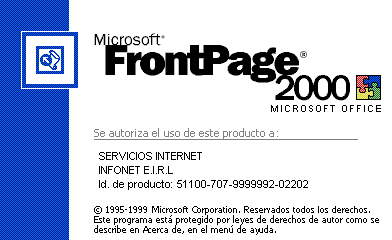 Microsoft®
FrontPage®
2000
MICROSOFT OFFICE
Se autoriza el uso de este producto a:
SERVICIOS INTERNET
INFONET E.I.R.L
Id. de producto: 51100-707-9999992-02202
© 1995-1999 Microsoft Corporation. Reservados todos los derechos.
Este programa está protegido por leyes de derechos de autor como se
describe en Acerca de, en el menú de ayuda.